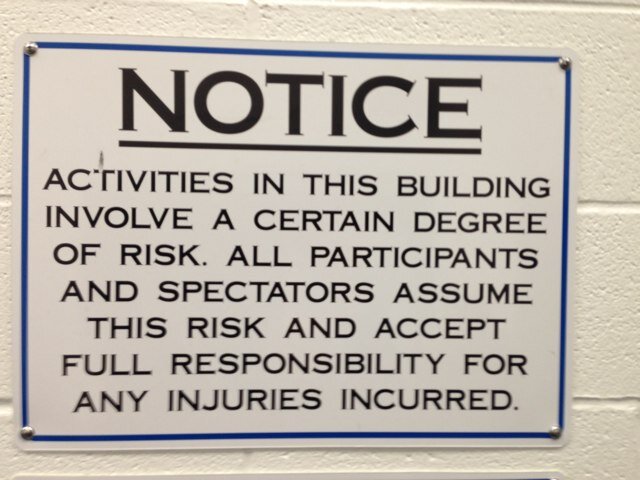 NOTICE
ACTIVITIES IN THIS BUILDING
INVOLVE A CERTAIN DEGREE
OF RISK. ALL PARTICIPANTS
AND SPECTATORS ASSUME
THIS RISK AND ACCEPT
FULL RESPONSIBILITY FOR
ANY INJURIES INCURRED.